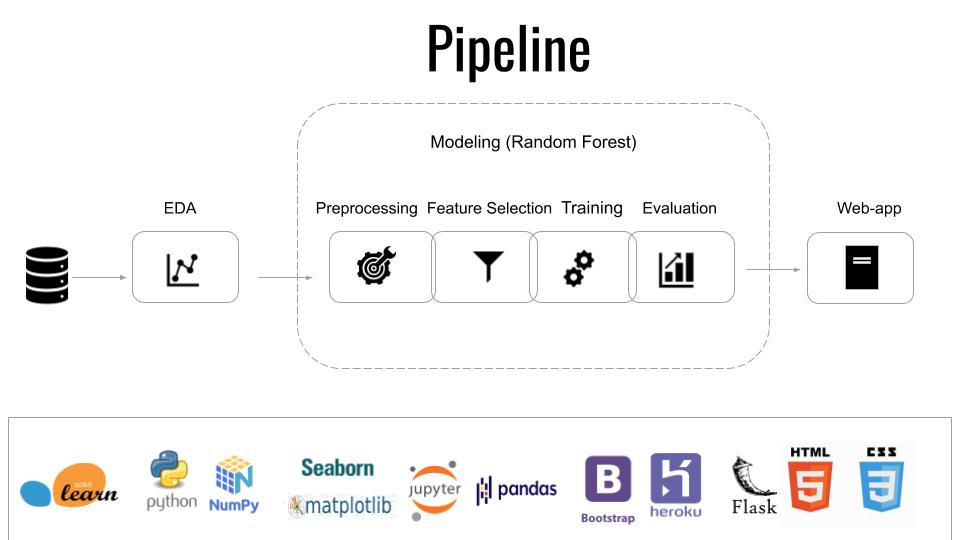 Pipeline
Modeling (Random Forest)
EDA
Preprocessing
Feature Selection
Training
Evaluation
Web-app
scikit
learn
python
NumPy
Seaborn
matplotlib
jupyter
pandas
B
Bootstrap
heroku
Flask
HTML
5
CSS
3